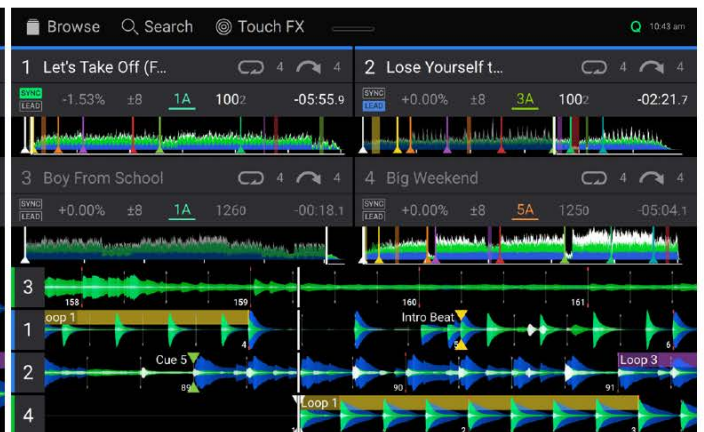 Browse Search Touch FX Q 10:43 am
1 Let's Take Off (F... 4 4
SYNC LEAD -1.53% ±8 1A 1002 -05:55.9
2 Lose Yourself t... 4 4
SYNC LEAD +0.00% ±8 3A 1002 -02:21.7
3 Boy From School 4 4
SYNC LEAD +0.00% ±8 1A 1260 -00:18.1
4 Big Weekend 4 4
SYNC LEAD +0.00% ±8 5A 1250 -05:04.1
3 158 159 160 161
1 oop 1 4 Intro Beat 5 6
2 Cue 5 89 90 91 Loop 3
4 Loop 1 1 2 3